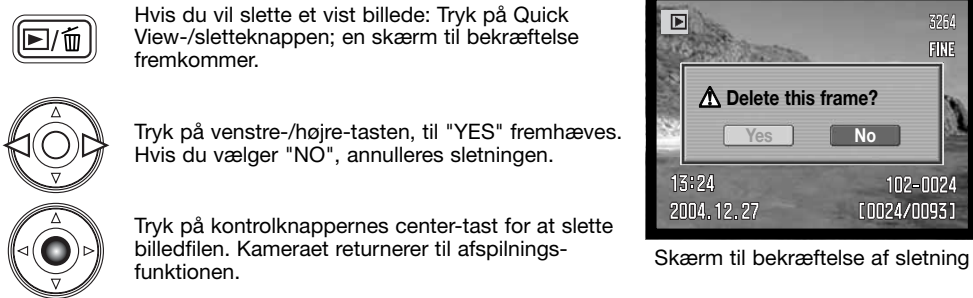 Hvis du vil slette et vist billede: Tryk på Quick
View-/sletteknappen; en skærm til bekræftelse
fremkommer.
Tryk på venstre-/højre-tasten, til "YES" fremhæves.
Hvis du vælger "NO", annulleres sletningen.
Tryk på kontrolknappernes center-tast for at slette
billedfilen. Kameraet returnerer til afspilnings-
funktionen.
3264
FINE
Delete this frame?
Yes No
13:24 102-0024
2004.12.27 [0024/0093]
Skærm til bekræftelse af sletning